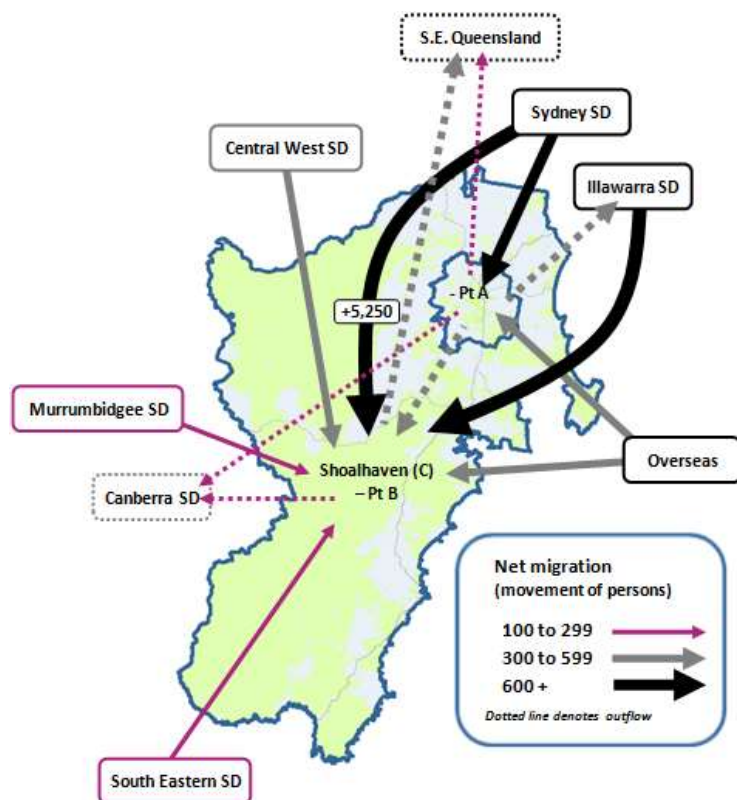 S.E. Queensland
Sydney SD
Central West SD
Illawarra SD
- Pt A
+5,250
Murrumbidgee SD
Shoalhaven (C)
– Pt B
Overseas
Canberra SD
Net migration
(movement of persons)
100 to 299
300 to 599
600 +
Dotted line denotes outflow
South Eastern SD